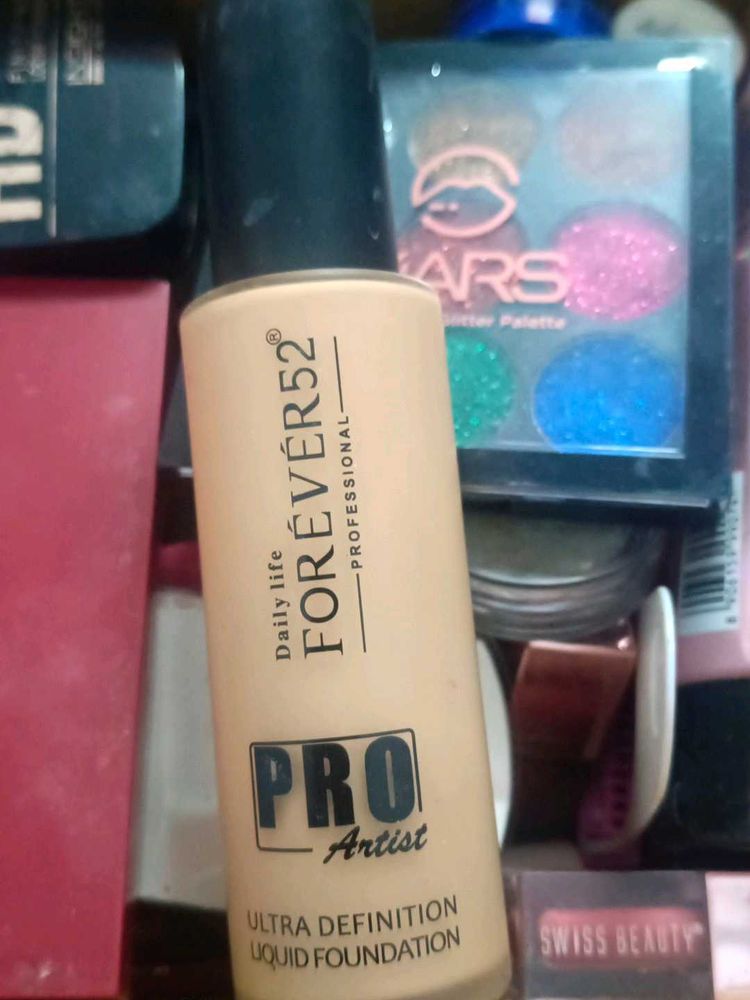 Daily life
FORÉVÉR52®
PROFESSIONAL
PRO
Artist
ULTRA DEFINITION
LIQUID FOUNDATION
ARS
Palette
SWISS BEAUTY